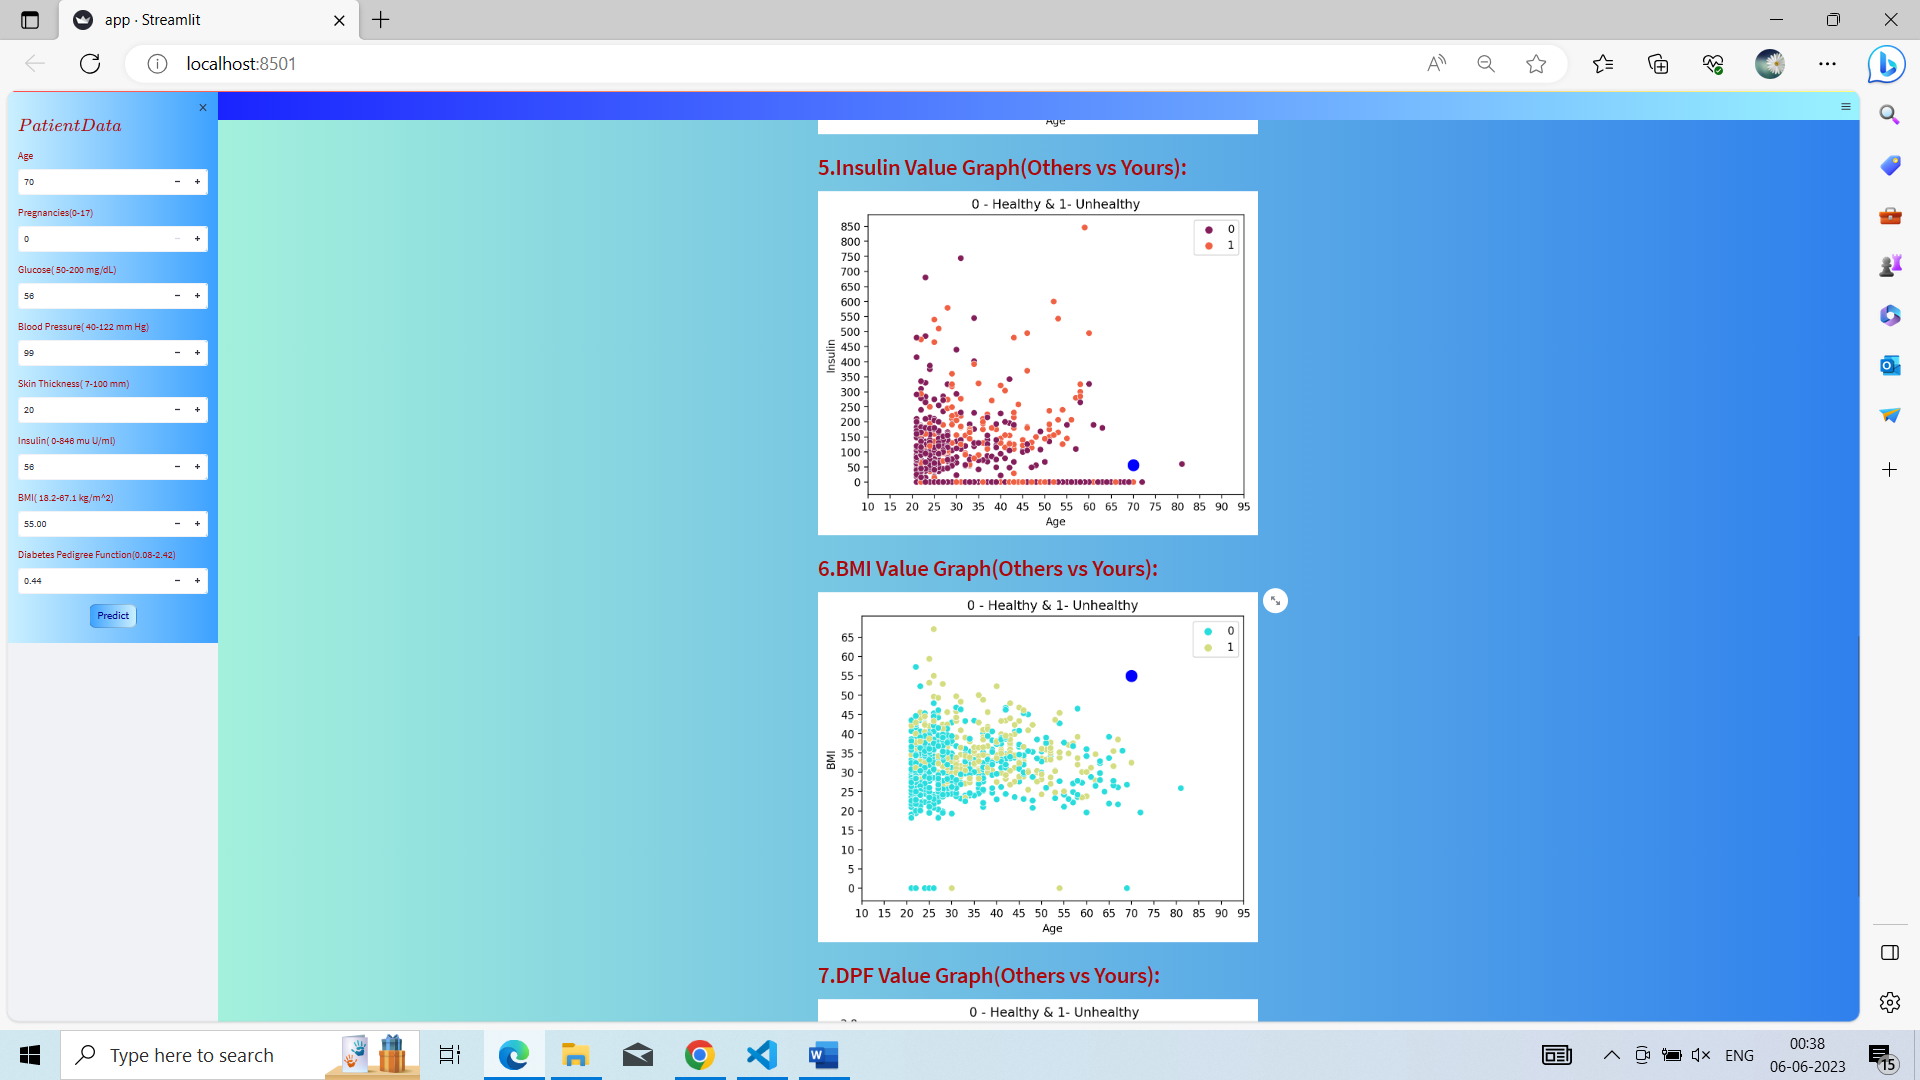 app · Streamlit
localhost:8501
PatientData
Age
70
Pregnancies(0-17)
0
Glucose( 50-200 mg/dL)
56
Blood Pressure( 40-122 mm Hg)
99
Skin Thickness( 7-100 mm)
20
Insulin( 0-846 mu U/ml)
56
BMI( 18.2-67.1 kg/m^2)
55.00
Diabetes Pedigree Function(0.08-2.42)
0.44
Predict
Age
5.Insulin Value Graph(Others vs Yours):
0 - Healthy & 1- Unhealthy
0
1
850
800
750
700
650
600
550
500
450
400
350
300
250
200
150
100
50
0
Insulin
10 15 20 25 30 35 40 45 50 55 60 65 70 75 80 85 90 95
Age
6.BMI Value Graph(Others vs Yours):
0 - Healthy & 1- Unhealthy
0
1
65
60
55
50
45
40
35
30
25
20
15
10
5
0
BMI
10 15 20 25 30 35 40 45 50 55 60 65 70 75 80 85 90 95
Age
7.DPF Value Graph(Others vs Yours):
0 - Healthy & 1- Unhealthy
Type here to search
ENG
00:38
06-06-2023
15